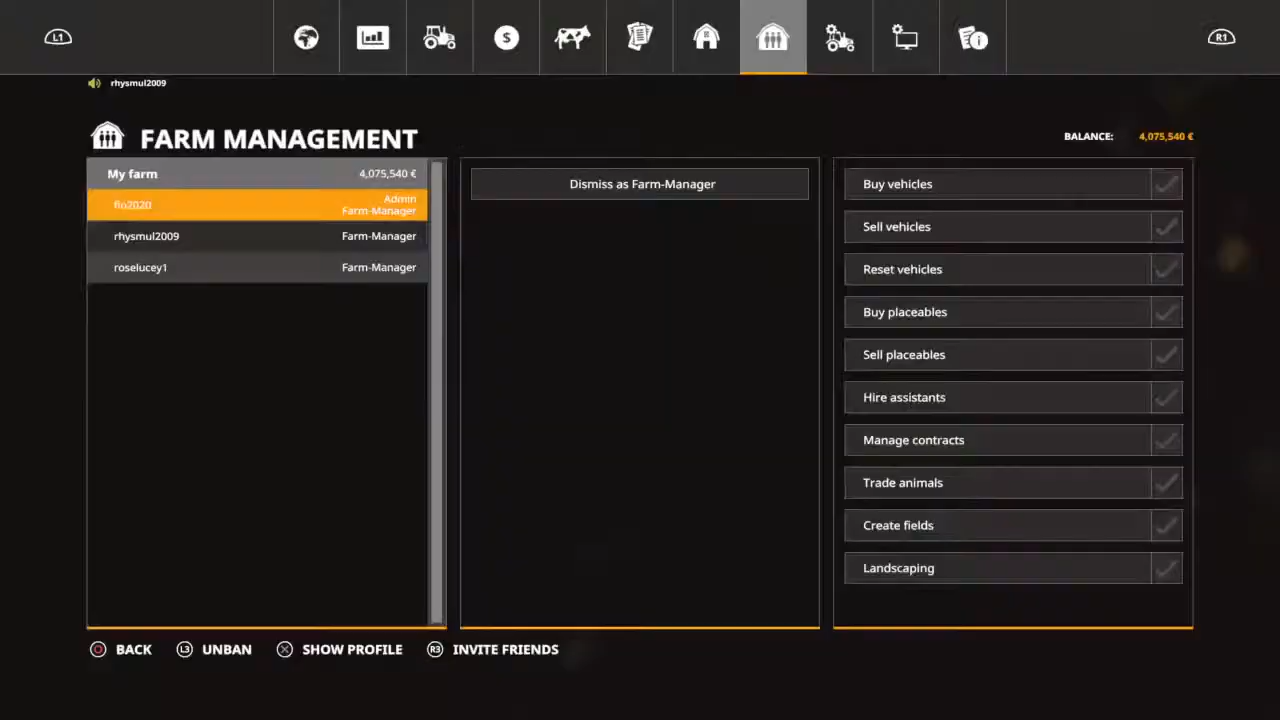 L1
$
R1
rhysmul2009
FARM MANAGEMENT
BALANCE: 4,075,540 €
My farm 4,075,540 €
flo2020 Admin
Farm-Manager
rhysmul2009 Farm-Manager
roselucey1 Farm-Manager
Dismiss as Farm-Manager
Buy vehicles
Sell vehicles
Reset vehicles
Buy placeables
Sell placeables
Hire assistants
Manage contracts
Trade animals
Create fields
Landscaping
BACK L3 UNBAN SHOW PROFILE R3 INVITE FRIENDS